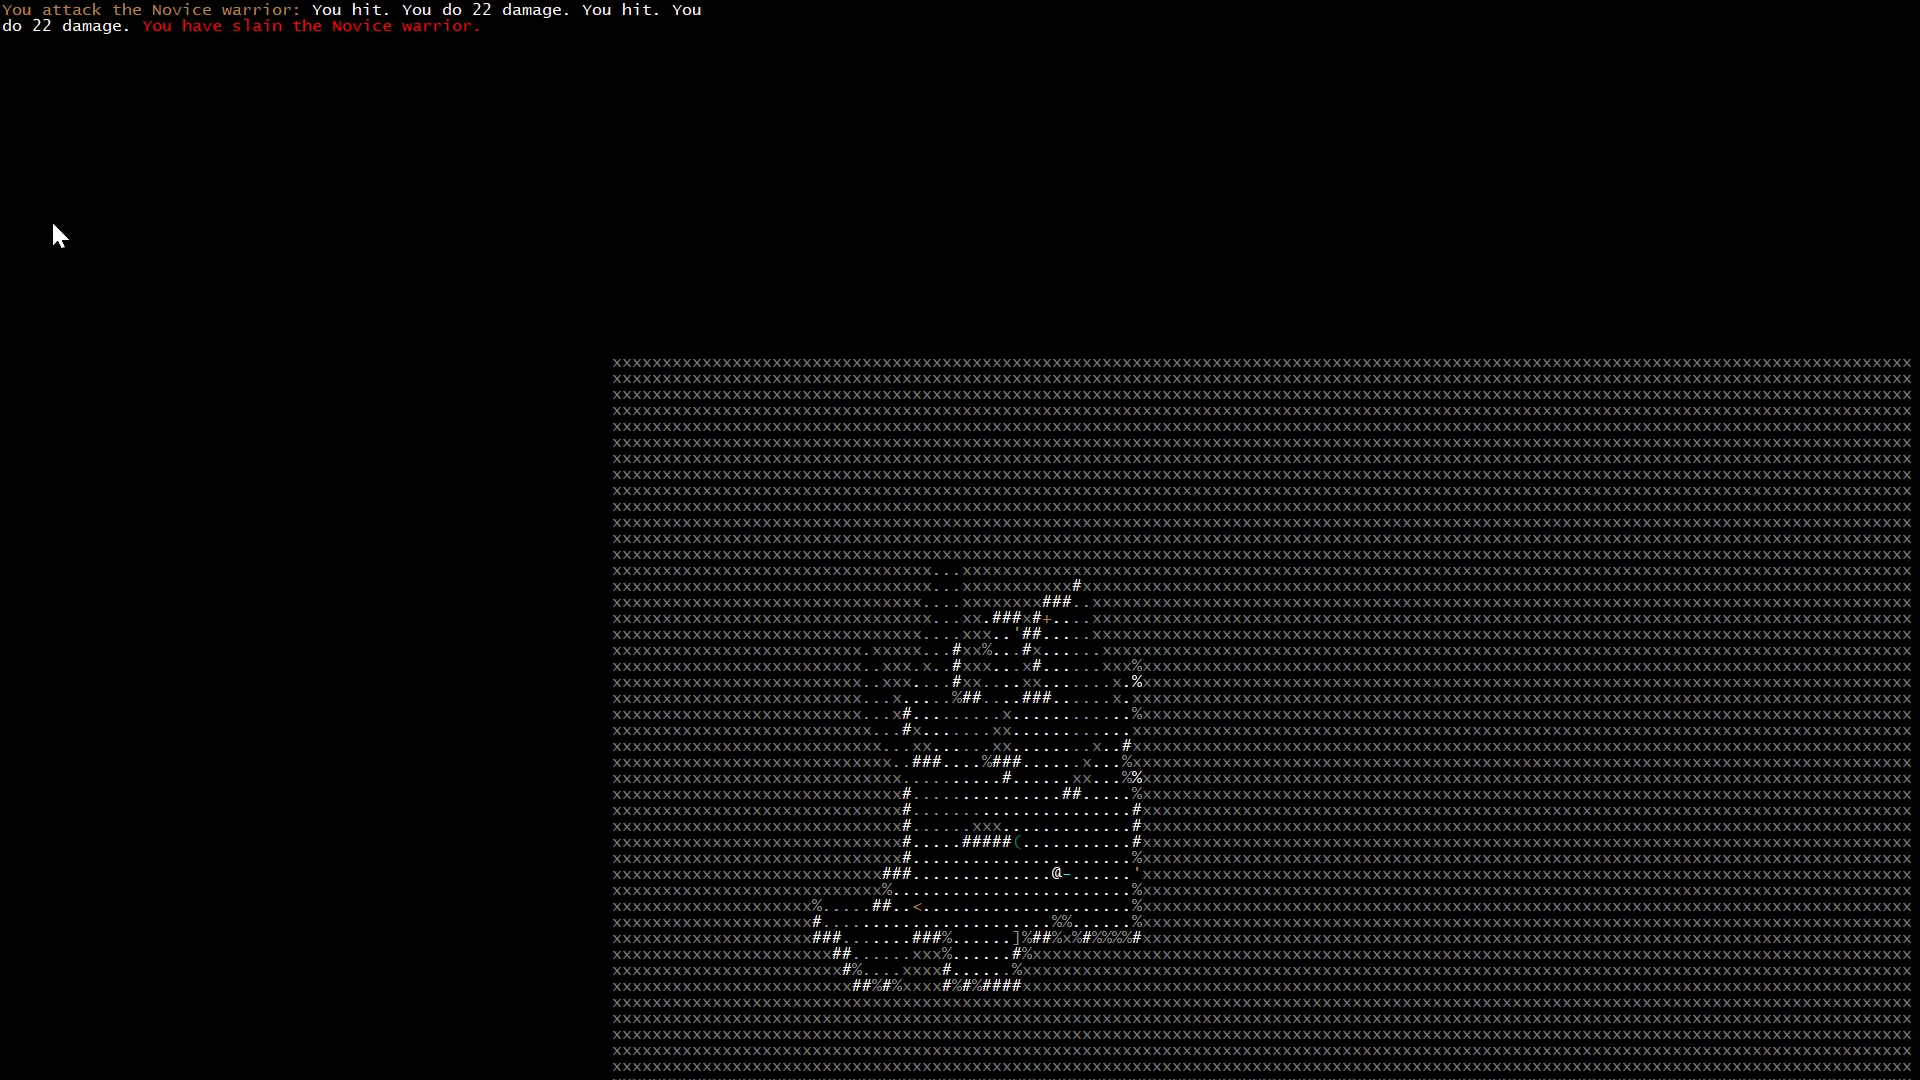 You attack the Novice warrior: You hit. You do 22 damage. You hit. You
do 22 damage. You have slain the Novice warrior.